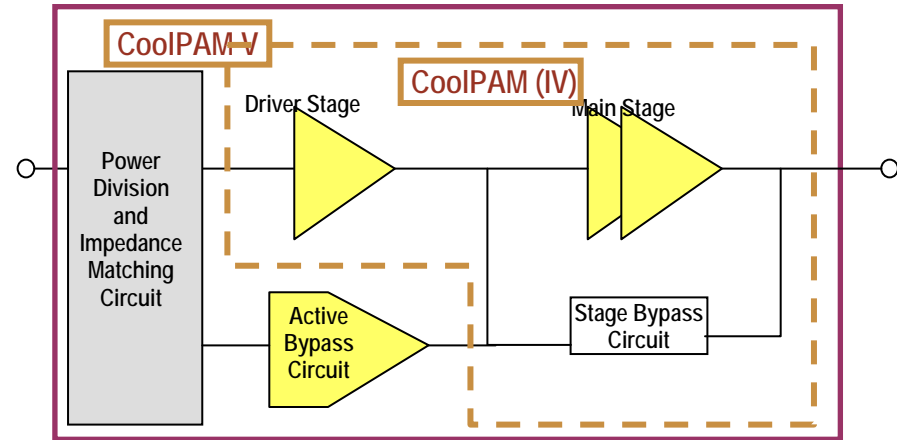 CoolPAM V
CoolPAM (IV)
Driver Stage
Main Stage
Power
Division
and
Impedance
Matching
Circuit
Active
Bypass
Circuit
Stage Bypass
Circuit